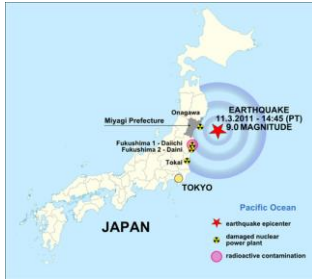 Onagawa
EARTHQUAKE
11.3.2011 - 14:45 (PT)
9.0 MAGNITUDE
Miyagi Prefecture
Fukushima 1 - Daiichi
Fukushima 2 - Daini
Tokai
TOKYO
JAPAN
Pacific Ocean
earthquake epicenter
damaged nuclear
power plant
radioactive contamination